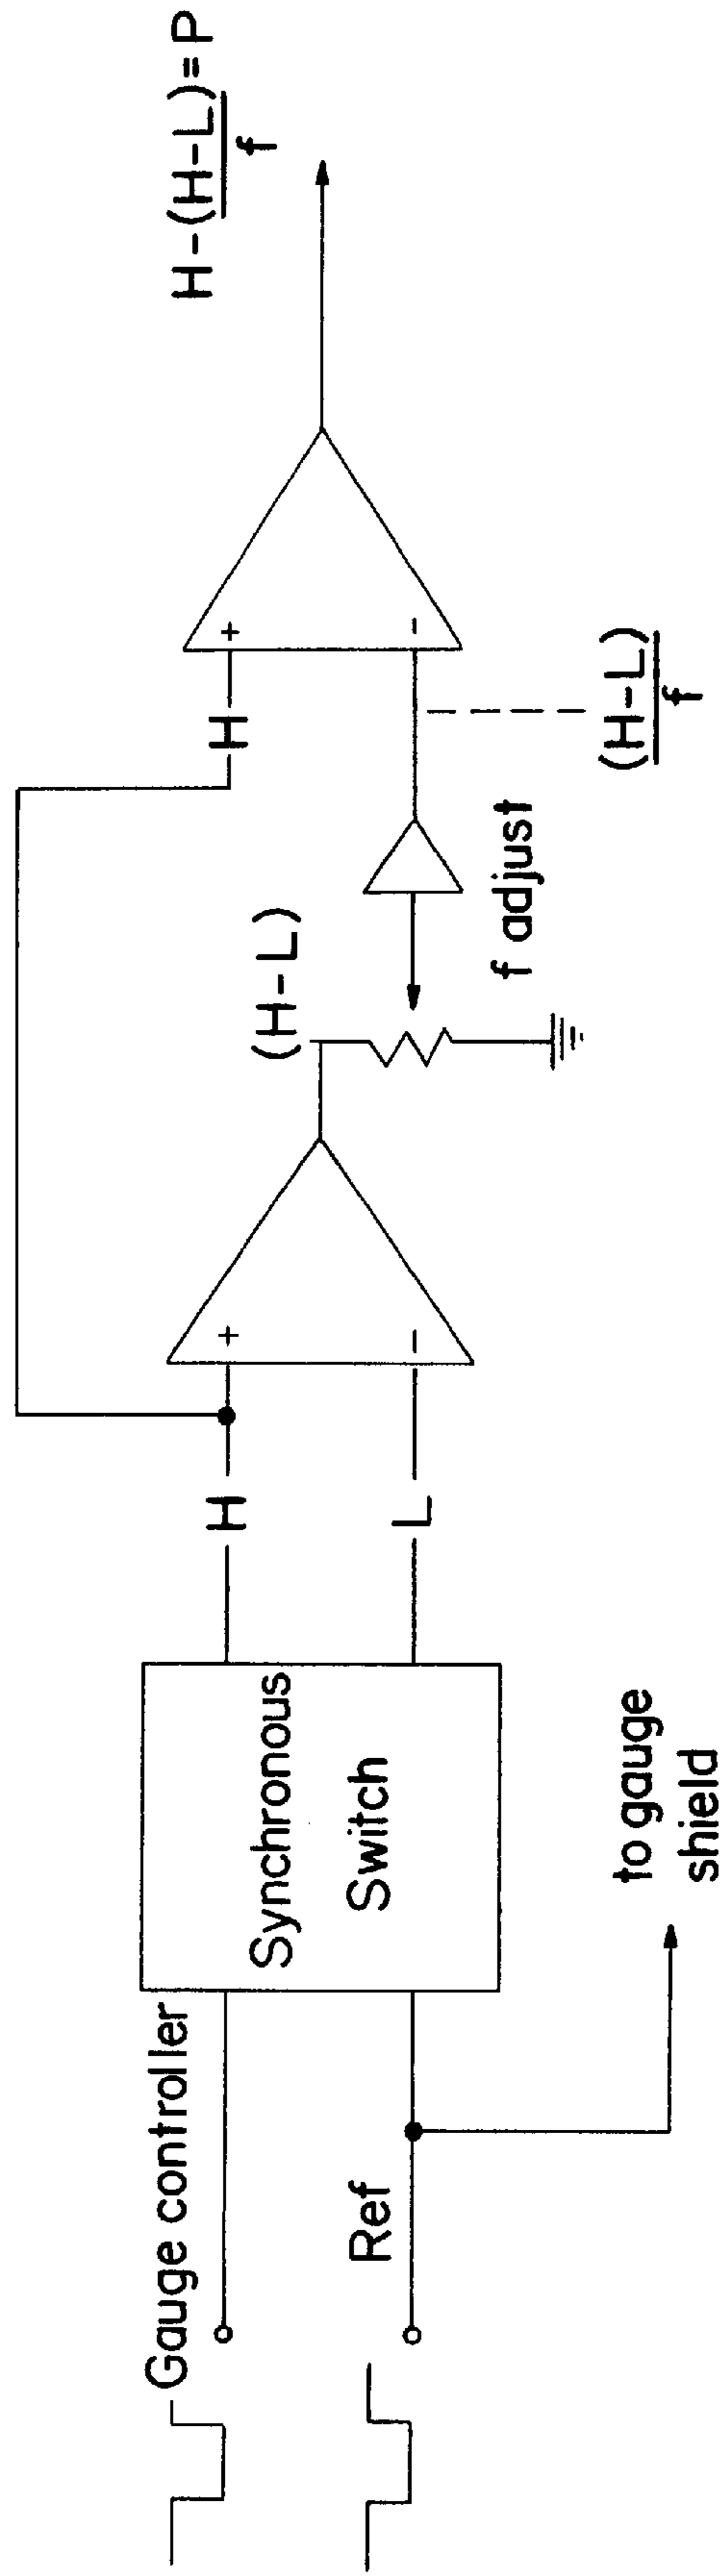 Gauge controller
Ref
Synchronous
Switch
to gauge
shield
H
L
+
-
(H-L)
f adjust
H
+
-
(H-L)
f
H-(H-L)=P
f